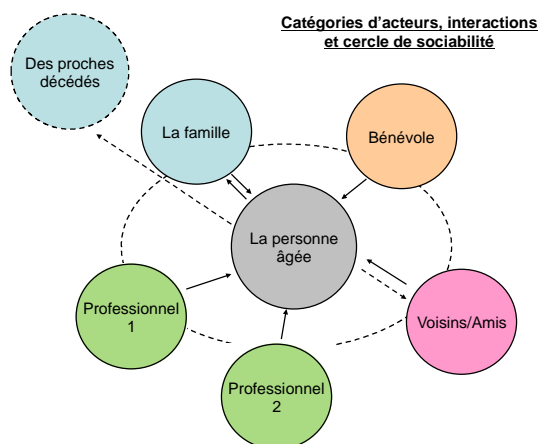 Catégories d'acteurs, interactions
et cercle de sociabilité
Des proches
décédés
La famille
Bénévole
La personne
âgée
Professionnel
1
Voisins/Amis
Professionnel
2